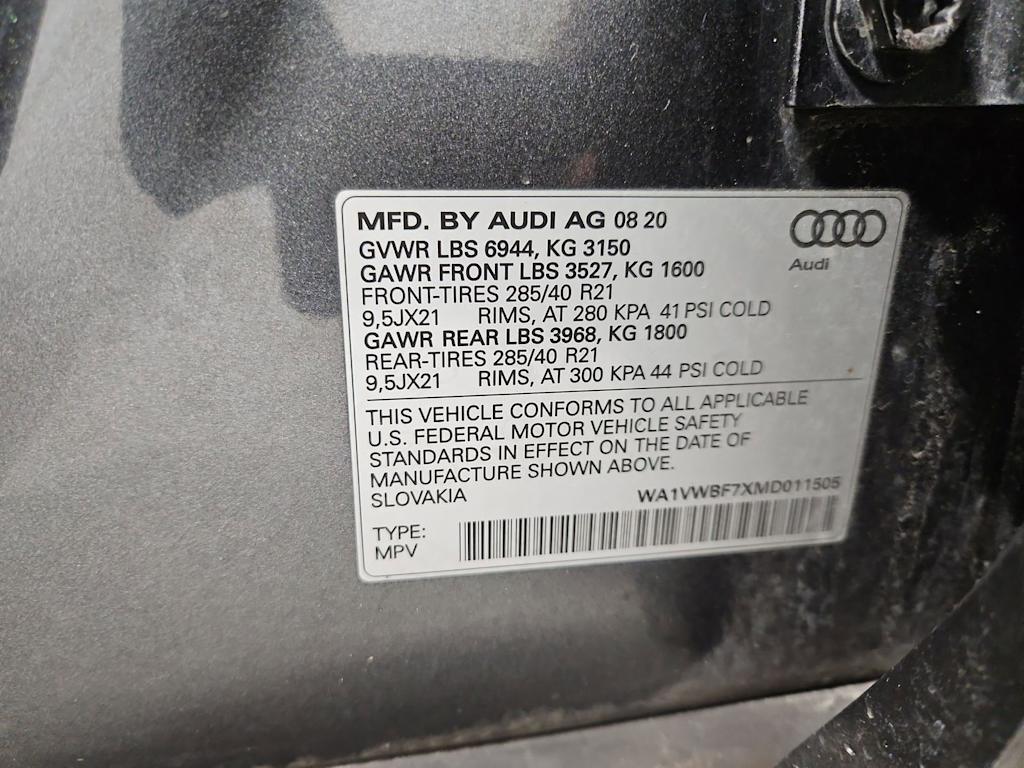 MFD. BY AUDI AG 08 20
GVWR LBS 6944, KG 3150
GAWR FRONT LBS 3527, KG 1600
FRONT-TIRES 285/40 R21
9,5JX21 RIMS, AT 280 KPA 41 PSI COLD
GAWR REAR LBS 3968, KG 1800
REAR-TIRES 285/40 R21
9,5JX21 RIMS, AT 300 KPA 44 PSI COLD
Audi
THIS VEHICLE CONFORMS TO ALL APPLICABLE
U.S. FEDERAL MOTOR VEHICLE SAFETY
STANDARDS IN EFFECT ON THE DATE OF
MANUFACTURE SHOWN ABOVE.
SLOVAKIA
WA1VWBF7XMD011505
TYPE:
MPV